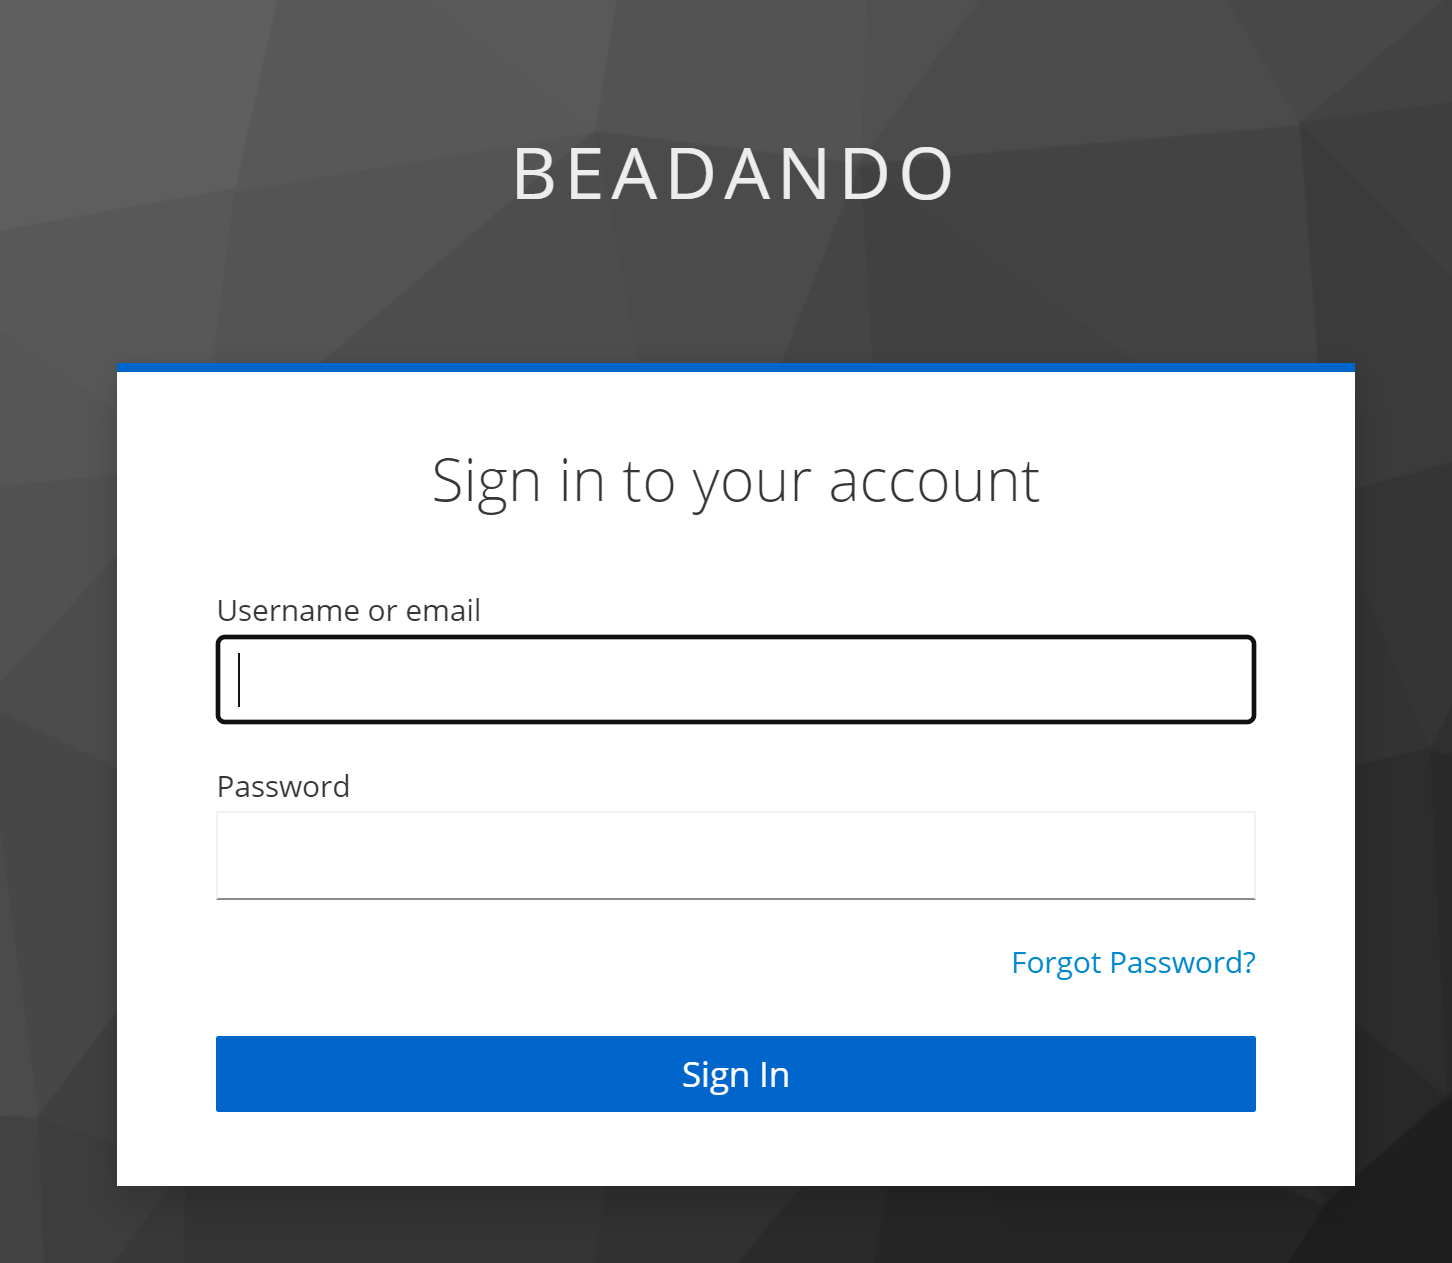 BEADANDO
Sign in to your account
Username or email
Password
Forgot Password?
Sign In